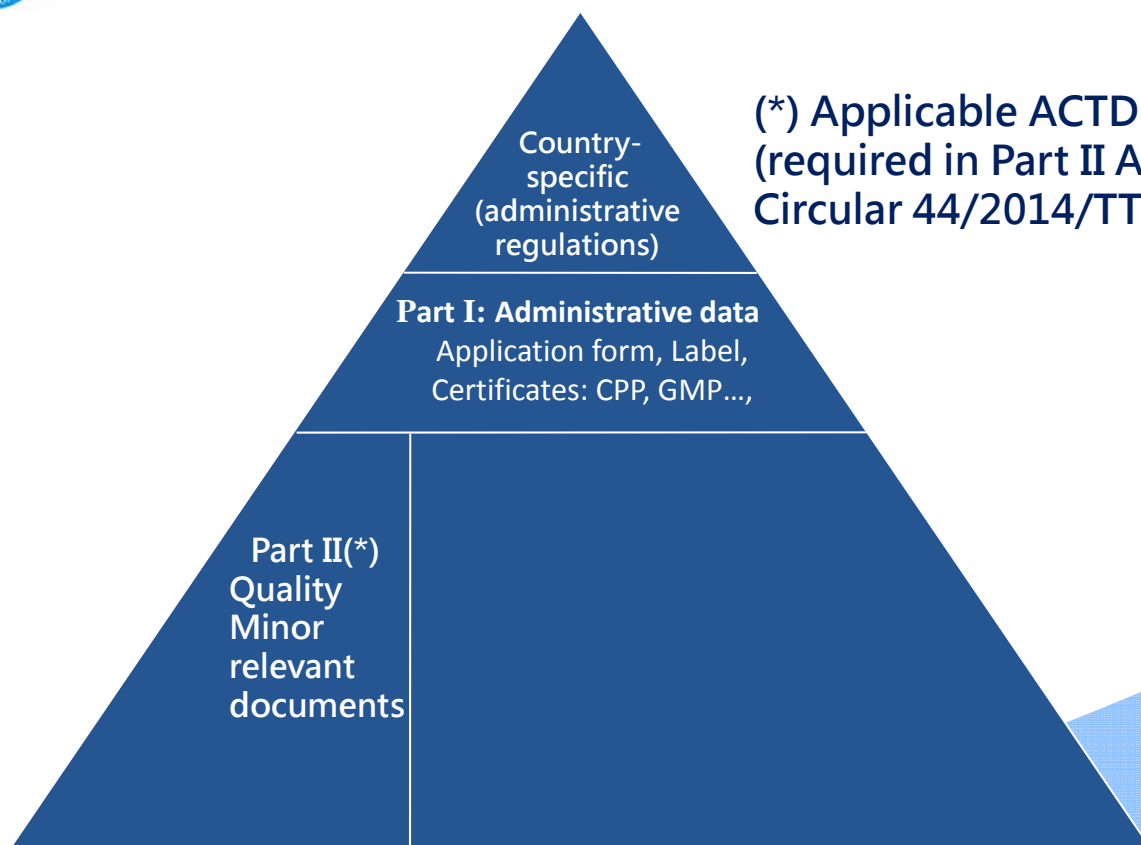 Country-
specific
(administrative
regulations)
(*) Applicable ACTD
(required in Part II A
Circular 44/2014/TT
Part I: Administrative data
Application form, Label,
Certificates: CPP, GMP...,
Part II(*)
Quality
Minor
relevant
documents